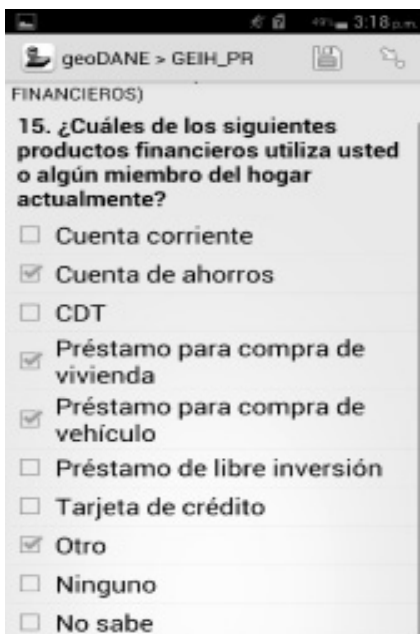 3:18 p.m.
geoDANE > GEIH_PR
FINANCIEROS)
15. ¿Cuáles de los siguientes
productos financieros utiliza usted
o algún miembro del hogar
actualmente?
Cuenta corriente
Cuenta de ahorros
CDT
Préstamo para compra de
vivienda
Préstamo para compra de
vehículo
Préstamo de libre inversión
Tarjeta de crédito
Otro
Ninguno
No sabe